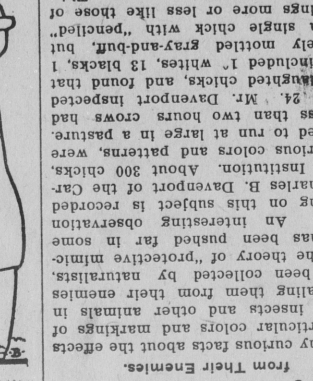 from Their Enemies.
ny curious facts about the effects
rticular colors and markings of
insects and other animals in
aling them from their enemies
been collected by naturalists,
he theory of "protective mimic-
as been pushed far in some
An interesting observation
ng on this subject is recorded
harles B. Davenport of the Car-
Institution. About 300 chicks,
rious colors and patterns, were
ed to run at large in a pasture.
ss than two hours crows had
24. Mr. Davenport inspected
aughted chicks, and found that
included whites, 13 blacks, 1
ely mottled gray-and-buff, but
a single chick with "penciled"
ings more or less like those of